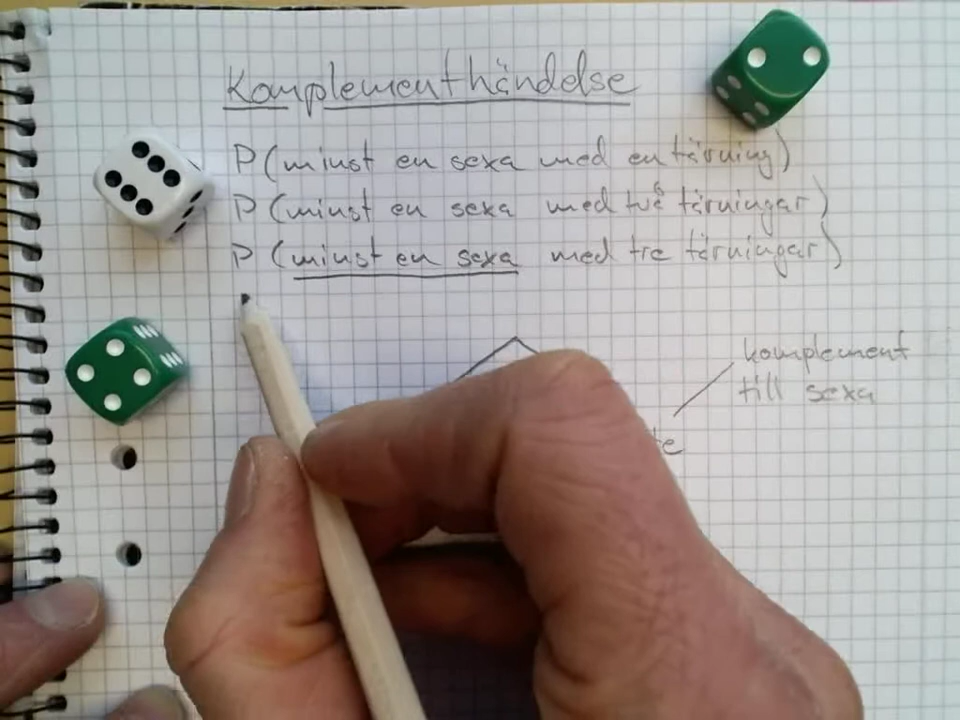 Komplementhändelse
P (minst en sexa med en tärning)
P (minst en sexa med två tärningar)
P (minst en sexa med tre tärningar)
komplement
till sexa
te